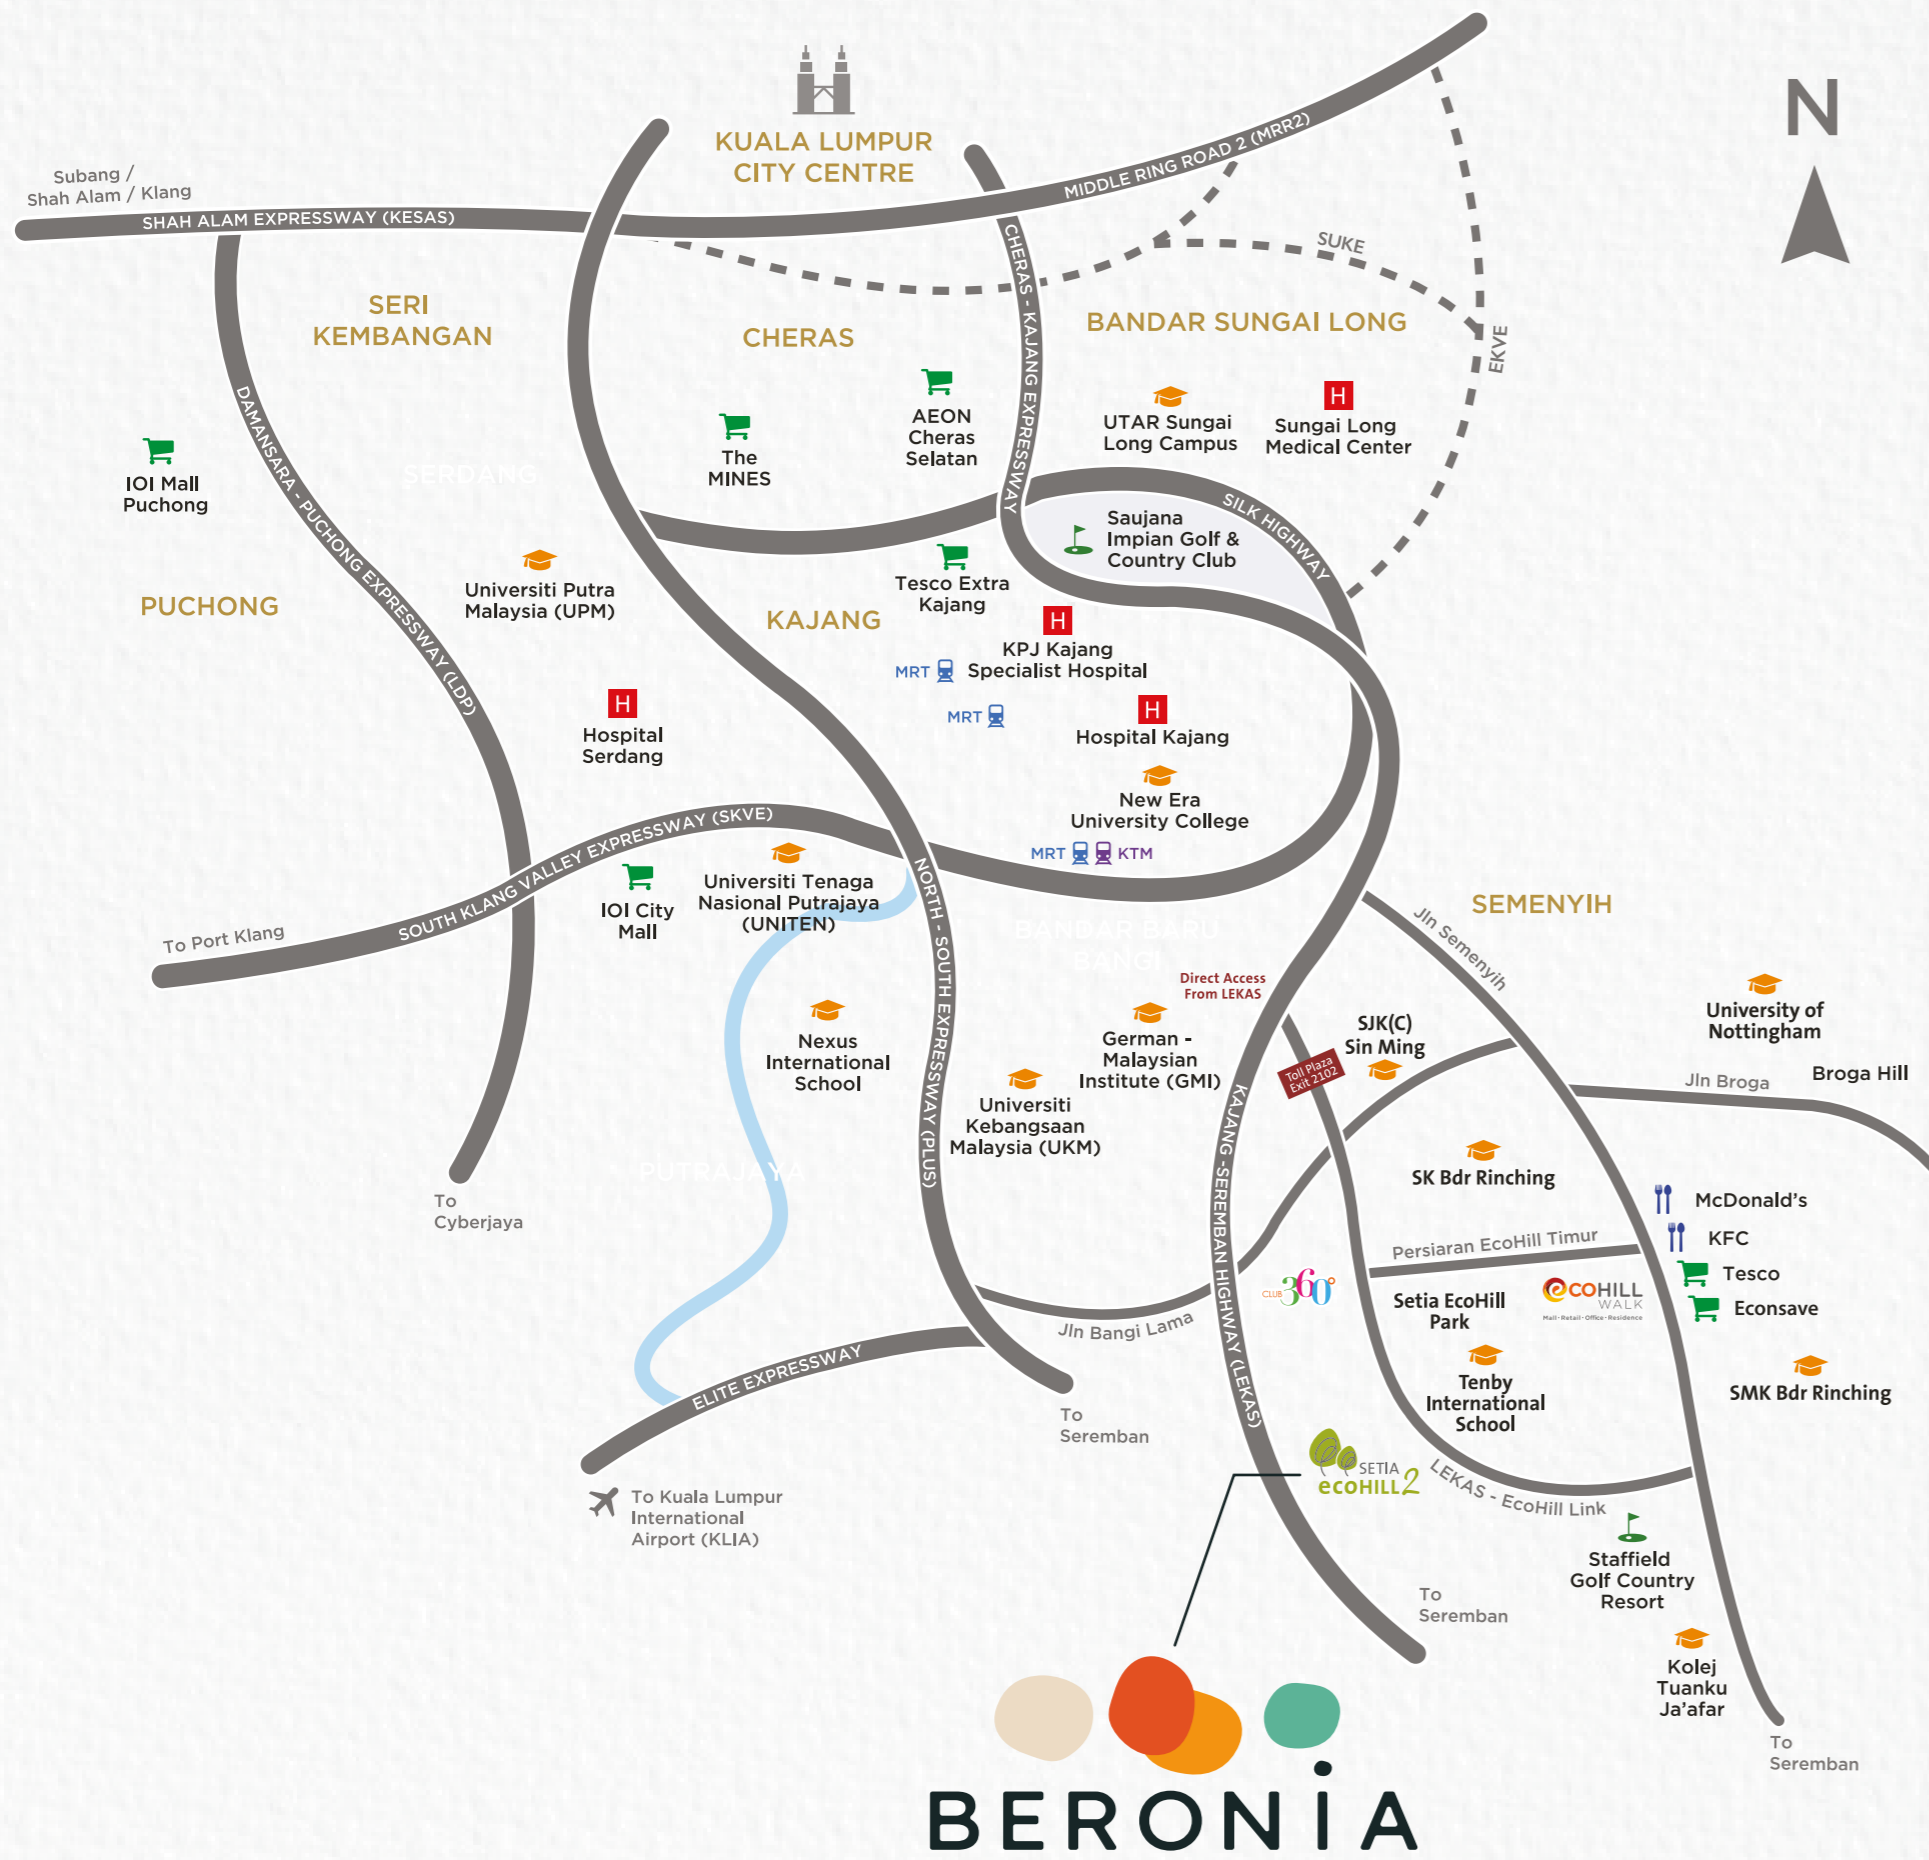 N
KUALA LUMPUR
CITY CENTRE
Subang /
Shah Alam / Klang
SHAH ALAM EXPRESSWAY (KESAS)
MIDDLE RING ROAD 2 (MRR2)
SUKE
EKVE
CHERAS - KAJANG EXPRESSWAY
SERI
KEMBANGAN
CHERAS
BANDAR SUNGAI LONG
DAMANSARA - PUCHONG EXPRESSWAY (LDP)
IOI Mall
Puchong
SERDANG
The
MINES
AEON
Cheras
Selatan
UTAR Sungai
Long Campus
H
Sungai Long
Medical Center
SILK HIGHWAY
Saujana
Impian Golf &
Country Club
PUCHONG
Universiti Putra
Malaysia (UPM)
KAJANG
Tesco Extra
Kajang
H
KPJ Kajang
Specialist Hospital
MRT
MRT
H
Hospital
Serdang
H
Hospital Kajang
New Era
University College
MRT
KTM
SOUTH KLANG VALLEY EXPRESSWAY (SKVE)
To Port Klang
IOI City
Mall
Universiti Tenaga
Nasional Putrajaya
(UNITEN)
NORTH - SOUTH EXPRESSWAY (PLUS)
BANDAR BARU
BANGI
SEMENYIH
Jln Semenyih
Direct Access
From LEKAS
Nexus
International
School
German -
Malaysian
Institute (GMI)
Universiti
Kebangsaan
Malaysia (UKM)
SJK(C)
Sin Ming
Toll Plaza
Exit 2102
University of
Nottingham
Jln Broga
Broga Hill
KAJANG -SEREMBAN HIGHWAY (LEKAS)
PUTRAJAYA
To
Cyberjaya
SK Bdr Rinching
McDonald's
KFC
Tesco
Econsave
Persiaran EcoHill Timur
CLUB 360°
Setia EcoHill
Park
ecoHILL
WALK
Mall - Retail - Office - Residence
Jln Bangi Lama
ELITE EXPRESSWAY
To
Seremban
Tenby
International
School
SMK Bdr Rinching
SETIA
ecoHILL 2
LEKAS - EcoHill Link
To Kuala Lumpur
International
Airport (KLIA)
Staffield
Golf Country
Resort
To
Seremban
Kolej
Tuanku
Ja'afar
To
Seremban
BERONiA